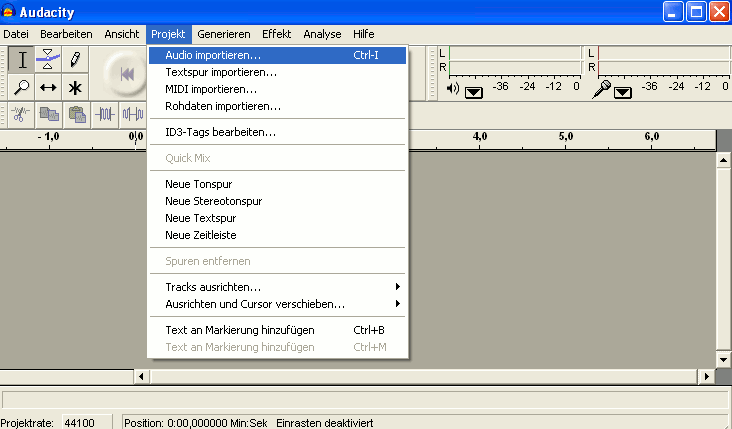 Audacity
Datei Bearbeiten Ansicht Projekt Generieren Effekt Analyse Hilfe
Audio importieren... Ctrl-I
Textspur importieren...
MIDI importieren...
Rohdaten importieren...
ID3-Tags bearbeiten...
Quick Mix
Neue Tonspur
Neue Stereotonspur
Neue Textspur
Neue Zeitleiste
Spuren entfernen
Tracks ausrichten...
Ausrichten und Cursor verschieben...
Text an Markierung hinzufügen Ctrl+B
Text an Markierung hinzufügen Ctrl+M
L L
R R
-36 -24 -12 0 -36 -24 -12 0
- 1,0 0,0 4,0 5,0 6,0
Projektrate: 44100 Position: 0:00,000000 Min:Sek Einrasten deaktiviert